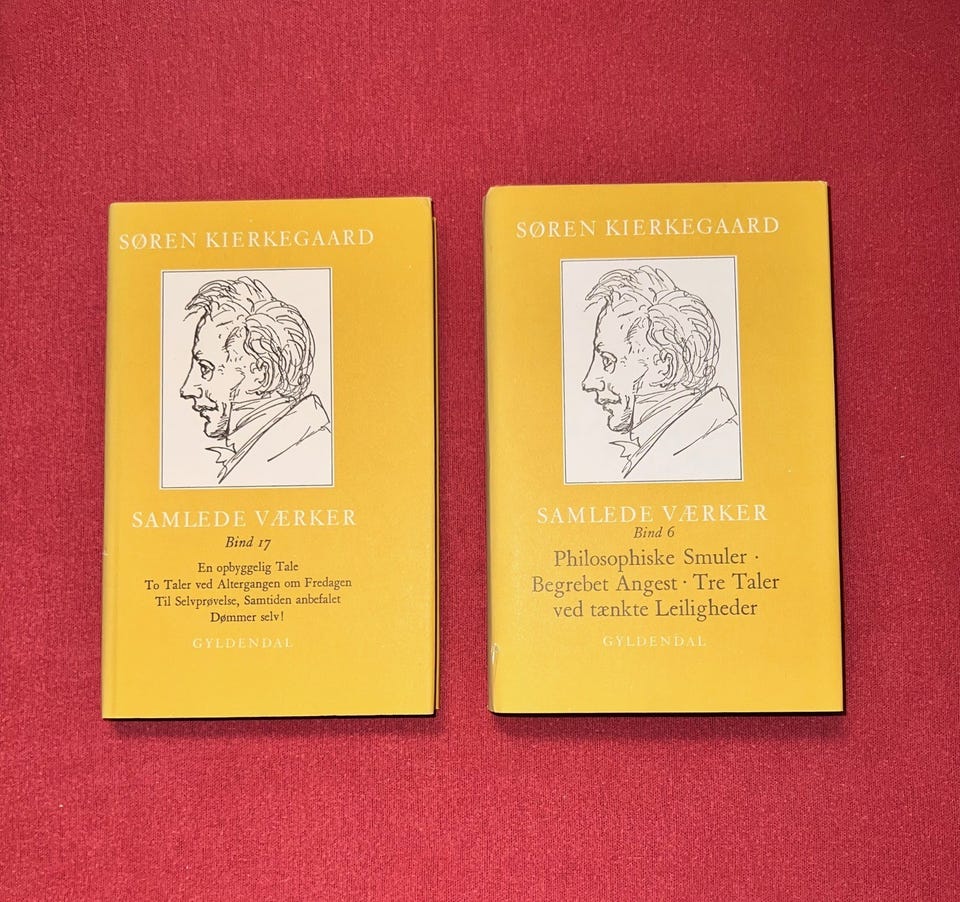 SØREN KIERKEGAARD
SAMLEDE VÆRKER
Bind 17
En opbyggelig Tale
To Taler ved Altergangen om Fredagen
Til Selvprøvelse, Samtiden anbefalet
Dømmer selv!
GYLDENDAL
SØREN KIERKEGAARD
SAMLEDE VÆRKER
Bind 6
Philosophiske Smuler ·
Begrebet Angest · Tre Taler
ved tænkte Leiligheder
GYLDENDAL